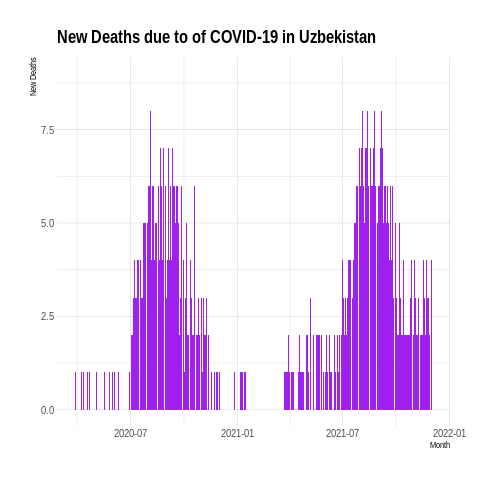 New Deaths due to of COVID-19 in Uzbekistan
New Deaths
7.5
5.0
2.5
0.0
2020-07 2021-01 2021-07 2022-01
Month